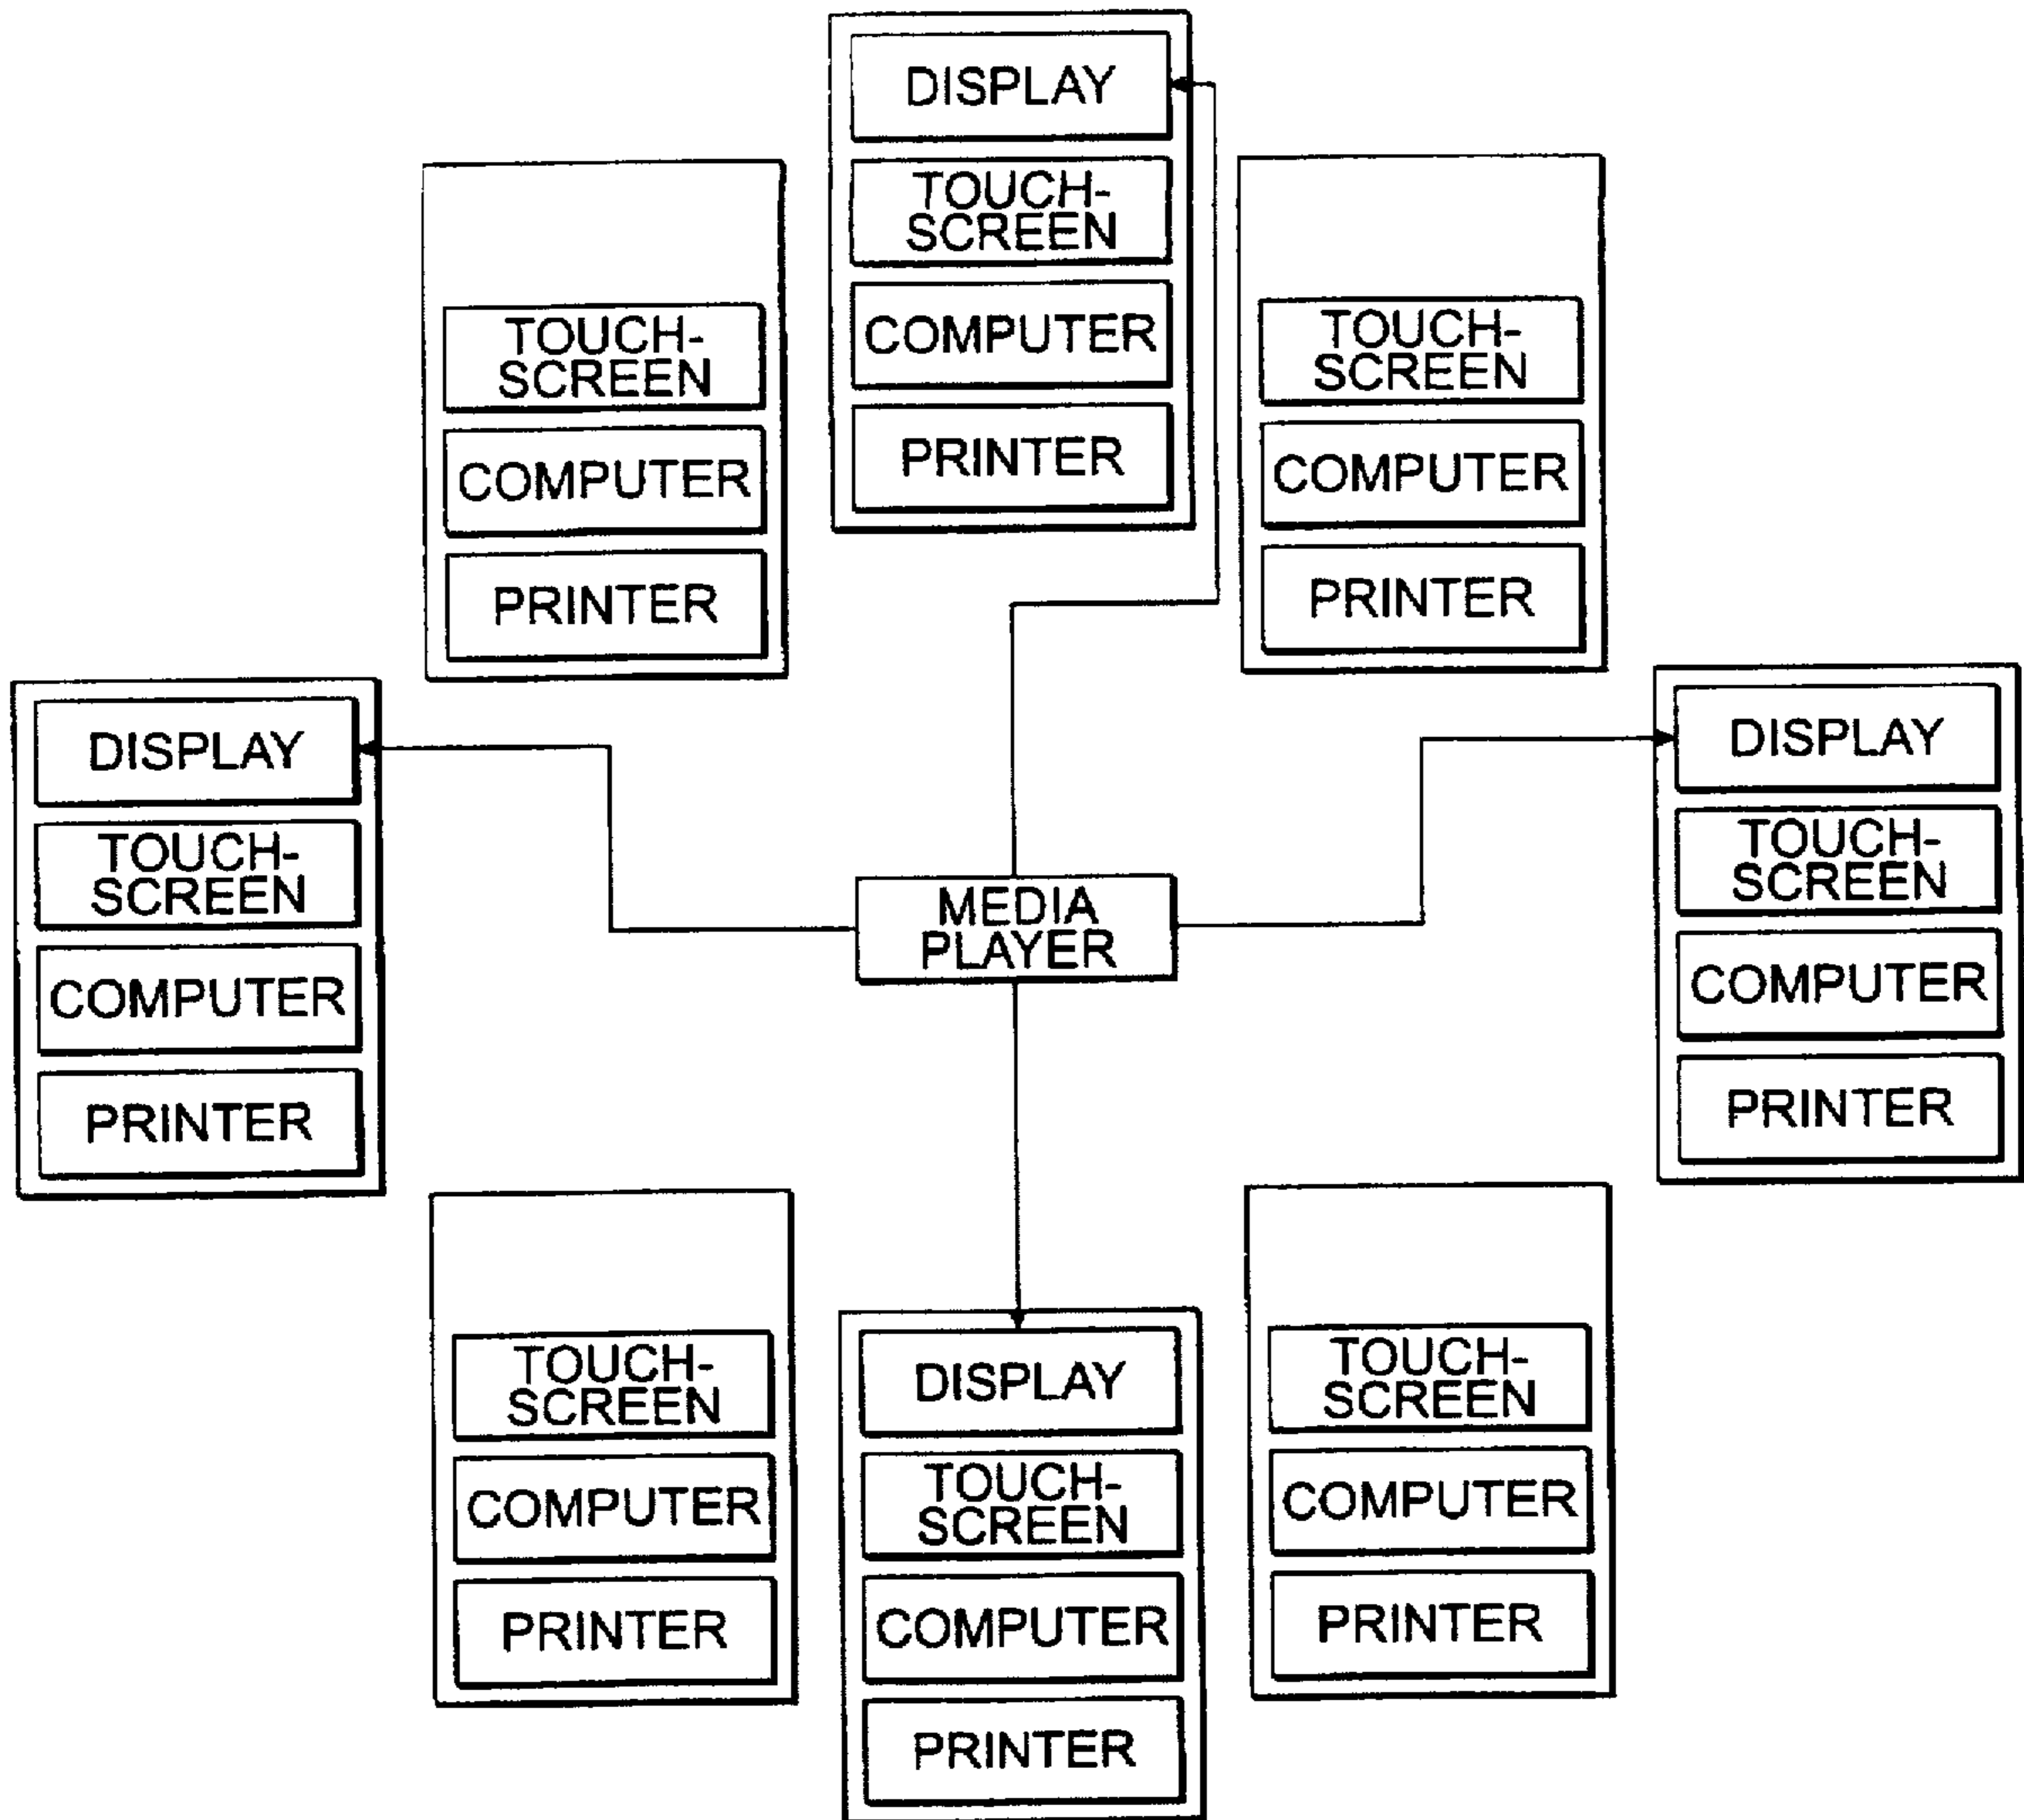 DISPLAY
TOUCH-
SCREEN
COMPUTER
PRINTER
TOUCH-
SCREEN
COMPUTER
PRINTER
TOUCH-
SCREEN
COMPUTER
PRINTER
DISPLAY
TOUCH-
SCREEN
COMPUTER
PRINTER
MEDIA
PLAYER
DISPLAY
TOUCH-
SCREEN
COMPUTER
PRINTER
TOUCH-
SCREEN
COMPUTER
PRINTER
DISPLAY
TOUCH-
SCREEN
COMPUTER
PRINTER
TOUCH-
SCREEN
COMPUTER
PRINTER